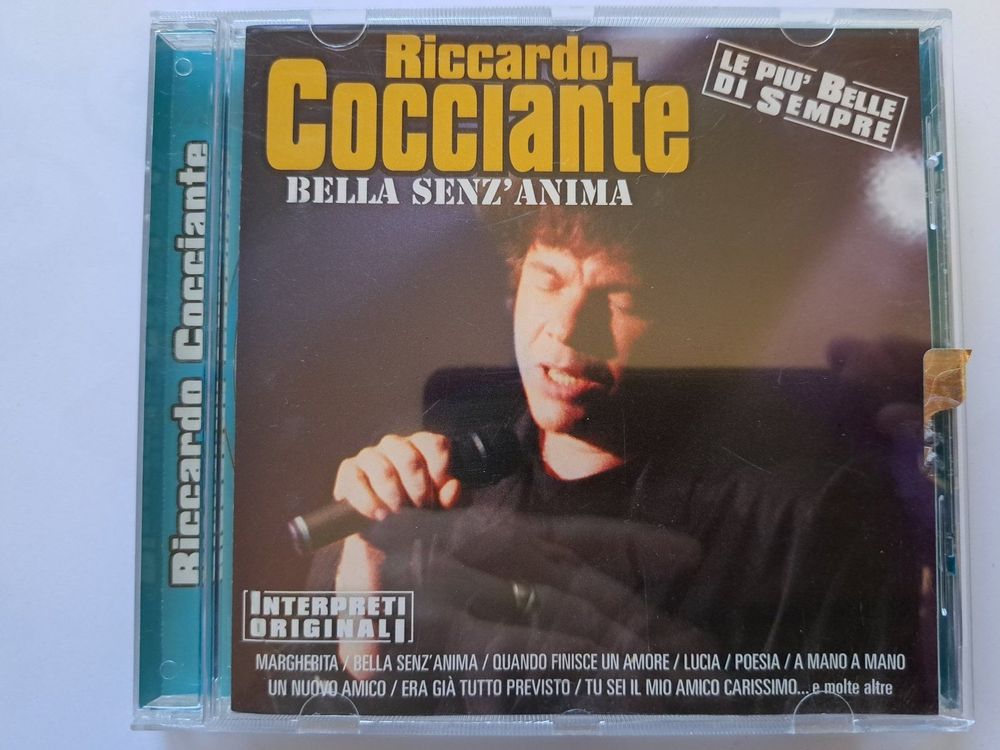 Riccardo
Cocciante
BELLA SENZ'ANIMA
LE PIU' BELLE
DI SEMPRE
Riccardo Cocciante
INTERPRETI
ORIGINALI
MARGHERITA / BELLA SENZ'ANIMA / QUANDO FINISCE UN AMORE / LUCIA / POESIA / A MANO A MANO
UN NUOVO AMICO / ERA GIÀ TUTTO PREVISTO / TU SEI IL MIO AMICO CARISSIMO... e molte altre